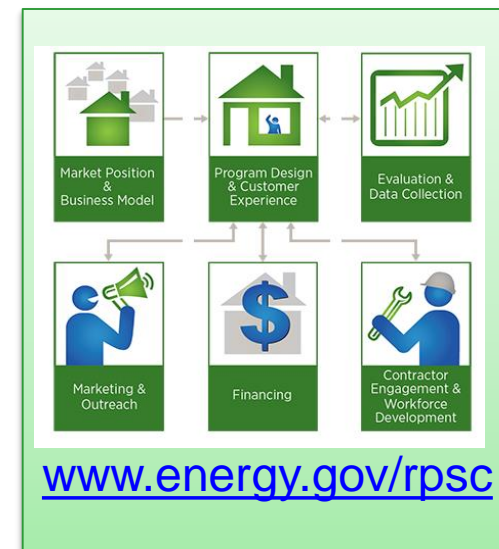 Market Position
&
Business Model
Program Design
& Customer
Experience
Evaluation &
Data Collection
Marketing &
Outreach
$
Financing
Contractor
Engagement &
Workforce
Development
www.energy.gov/rpsc